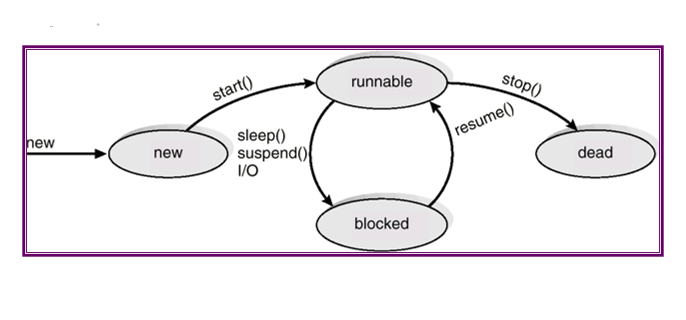 new
new
start()
runnable
stop()
sleep()
suspend()
I/O
resume()
dead
blocked